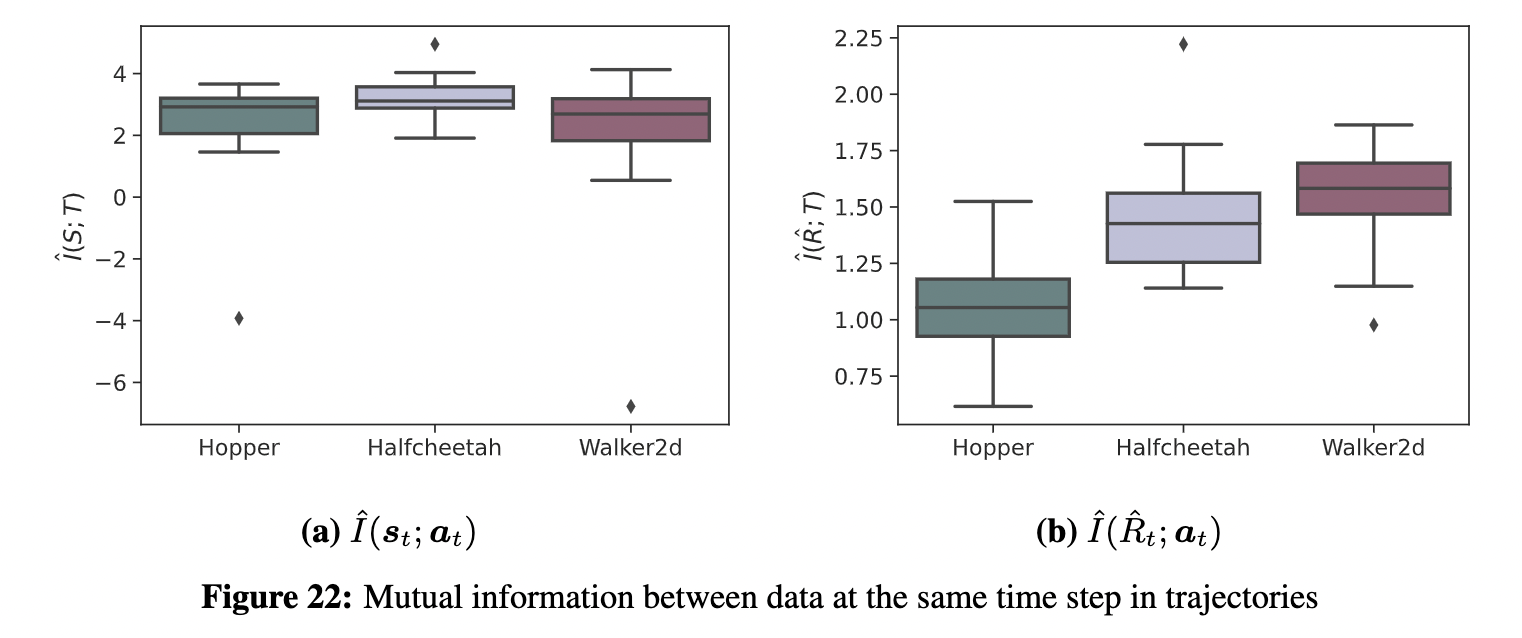 4
2
0
−2
−4
−6
Î(S; T)
Hopper
Halfcheetah
Walker2d
2.25
2.00
1.75
1.50
1.25
1.00
0.75
Î(R̂; T)
Hopper
Halfcheetah
Walker2d
(a) Î(s_t; a_t)
(b) Î(R̂_t; a_t)
Figure 22: Mutual information between data at the same time step in trajectories